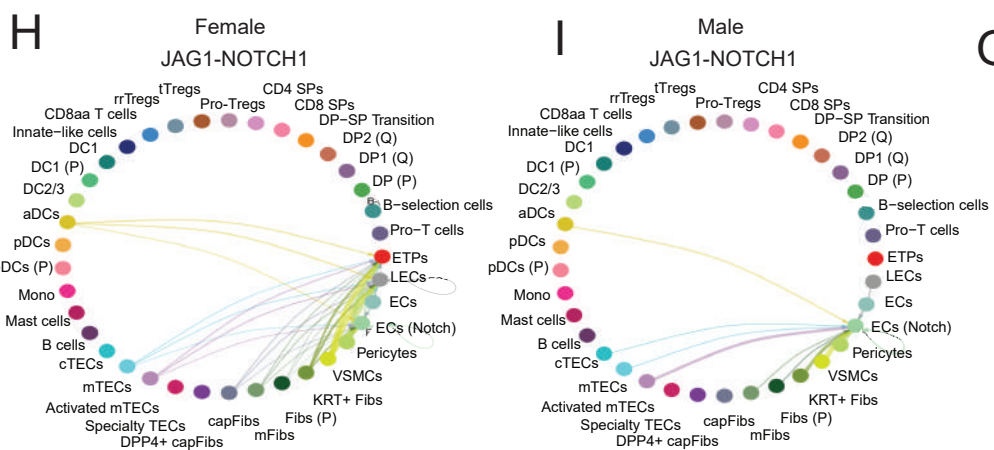 H
Female
JAG1-NOTCH1
CD4 SPs
tTregs
Pro-Tregs
CD8 SPs
rrTregs
DP-SP Transition
CD8aa T cells
DP2 (Q)
Innate-like cells
DP1 (Q)
DC1
DC1 (P)
DP (P)
DC2/3
B-selection cells
aDCs
Pro-T cells
pDCs
ETPs
DCs (P)
LECs
Mono
ECs
Mast cells
ECs (Notch)
B cells
Pericytes
cTECs
VSMCs
mTECs
KRT+ Fibs
Activated mTECs
Fibs (P)
Specialty TECs
capFibs
mFibs
DPP4+ capFibs
I
Male
JAG1-NOTCH1
CD4 SPs
tTregs
Pro-Tregs
CD8 SPs
rrTregs
DP-SP Transition
CD8aa T cells
DP2 (Q)
Innate-like cells
DP1 (Q)
DC1
DC1 (P)
DP (P)
DC2/3
B-selection cells
aDCs
Pro-T cells
pDCs
ETPs
pDCs (P)
LECs
Mono
ECs
Mast cells
ECs (Notch)
B cells
Pericytes
cTECs
VSMCs
mTECs
KRT+ Fibs
Activated mTECs
Fibs (P)
Specialty TECs
capFibs
mFibs
DPP4+ capFibs